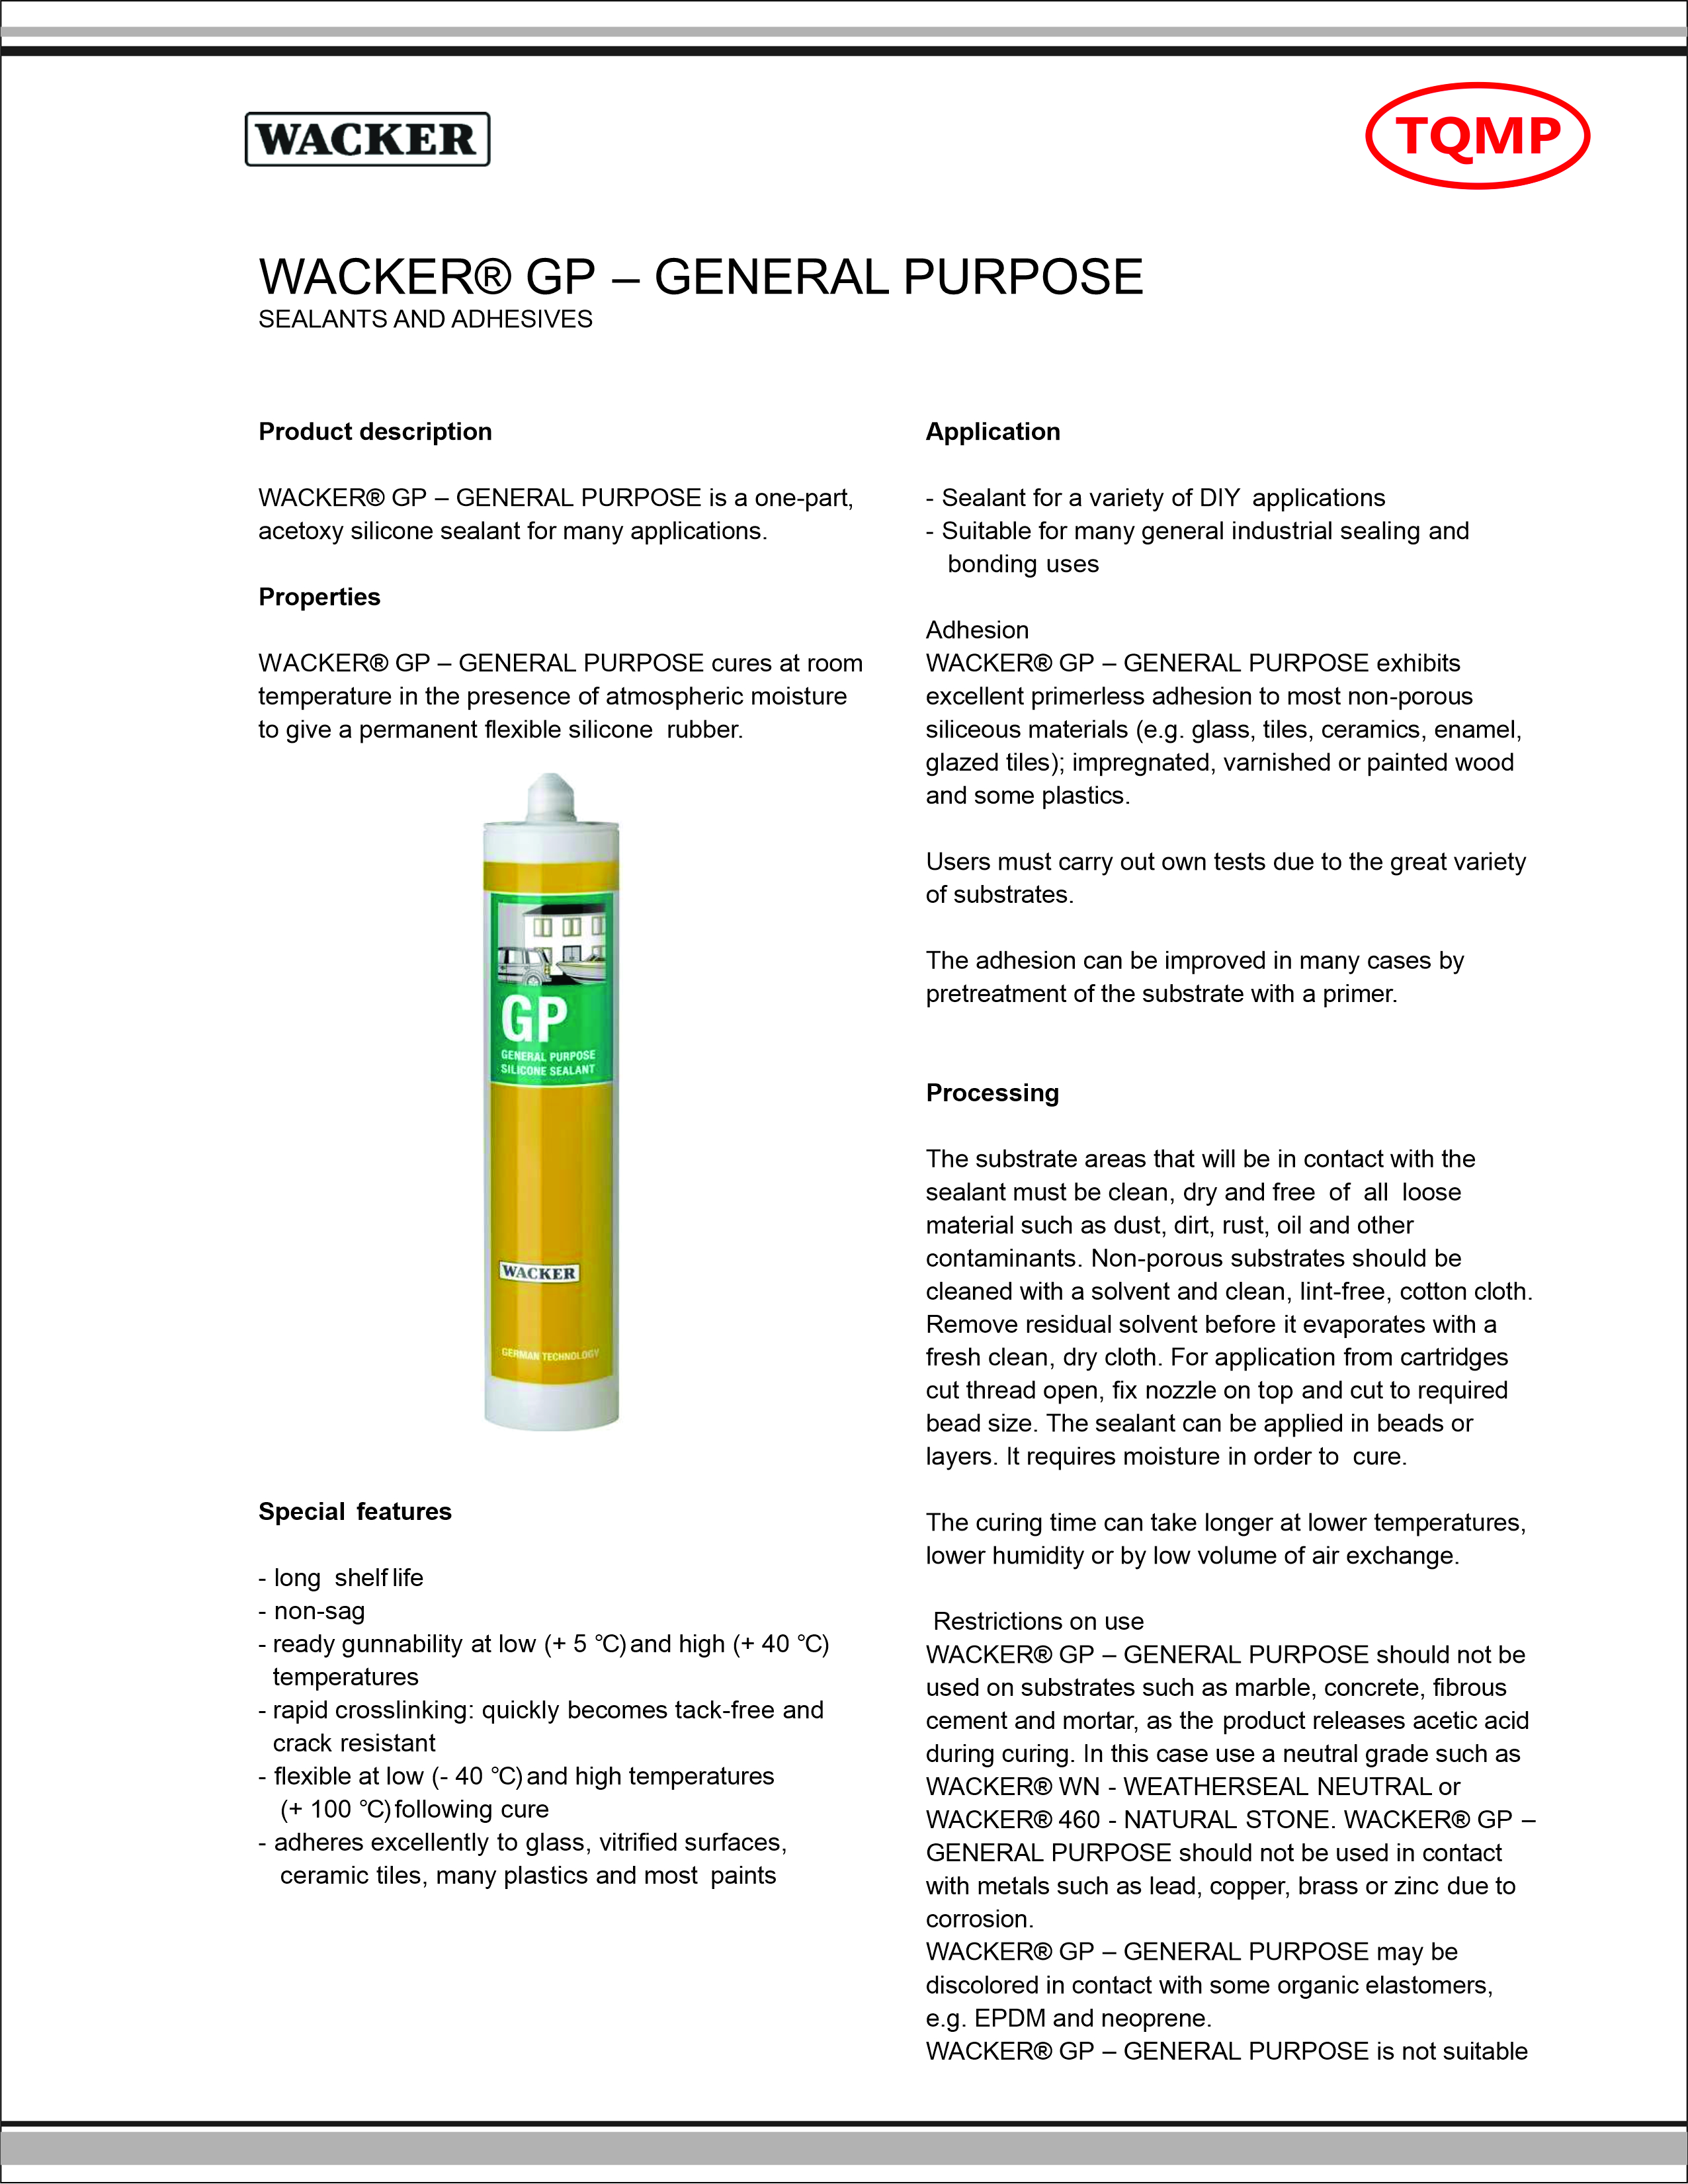 WACKER
TQMP
WACKER® GP – GENERAL PURPOSE
SEALANTS AND ADHESIVES
Product description
WACKER® GP – GENERAL PURPOSE is a one-part,
acetoxy silicone sealant for many applications.
Properties
WACKER® GP – GENERAL PURPOSE cures at room
temperature in the presence of atmospheric moisture
to give a permanent flexible silicone rubber.
GP
GENERAL PURPOSE
SILICONE SEALANT
WACKER
GERMAN TECHNOLOGY
Special features
- long shelf life
- non-sag
- ready gunnability at low (+ 5 °C) and high (+ 40 °C)
temperatures
- rapid crosslinking: quickly becomes tack-free and
crack resistant
- flexible at low (- 40 °C) and high temperatures
(+ 100 °C) following cure
- adheres excellently to glass, vitrified surfaces,
ceramic tiles, many plastics and most paints
Application
- Sealant for a variety of DIY applications
- Suitable for many general industrial sealing and
bonding uses
Adhesion
WACKER® GP – GENERAL PURPOSE exhibits
excellent primerless adhesion to most non-porous
siliceous materials (e.g. glass, tiles, ceramics, enamel,
glazed tiles); impregnated, varnished or painted wood
and some plastics.
Users must carry out own tests due to the great variety
of substrates.
The adhesion can be improved in many cases by
pretreatment of the substrate with a primer.
Processing
The substrate areas that will be in contact with the
sealant must be clean, dry and free of all loose
material such as dust, dirt, rust, oil and other
contaminants. Non-porous substrates should be
cleaned with a solvent and clean, lint-free, cotton cloth.
Remove residual solvent before it evaporates with a
fresh clean, dry cloth. For application from cartridges
cut thread open, fix nozzle on top and cut to required
bead size. The sealant can be applied in beads or
layers. It requires moisture in order to cure.
The curing time can take longer at lower temperatures,
lower humidity or by low volume of air exchange.
Restrictions on use
WACKER® GP – GENERAL PURPOSE should not be
used on substrates such as marble, concrete, fibrous
cement and mortar, as the product releases acetic acid
during curing. In this case use a neutral grade such as
WACKER® WN - WEATHERSEAL NEUTRAL or
WACKER® 460 - NATURAL STONE. WACKER® GP –
GENERAL PURPOSE should not be used in contact
with metals such as lead, copper, brass or zinc due to
corrosion.
WACKER® GP – GENERAL PURPOSE may be
discolored in contact with some organic elastomers,
e.g. EPDM and neoprene.
WACKER® GP – GENERAL PURPOSE is not suitable